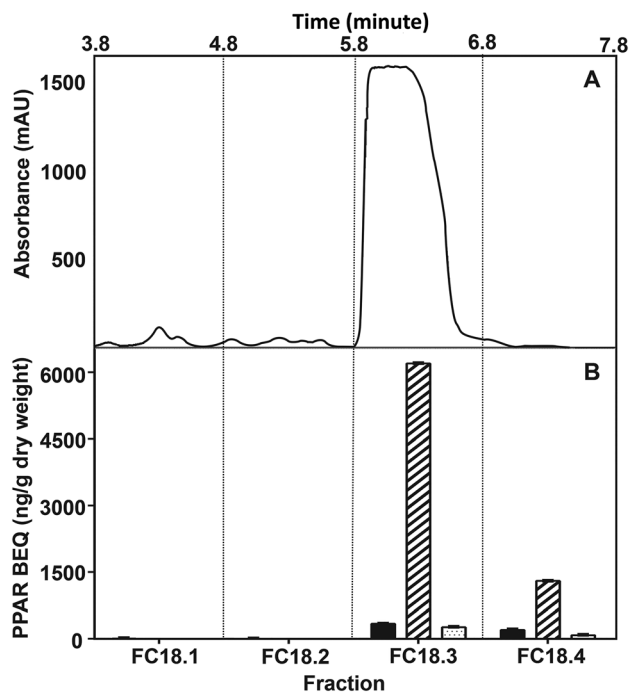 Time (minute)
3.8 4.8 5.8 6.8 7.8
A
Absorbance (mAU)
1500
1000
500
B
PPAR BEQ (ng/g dry weight)
6000
4500
3000
1500
0
FC18.1 FC18.2 FC18.3 FC18.4
Fraction